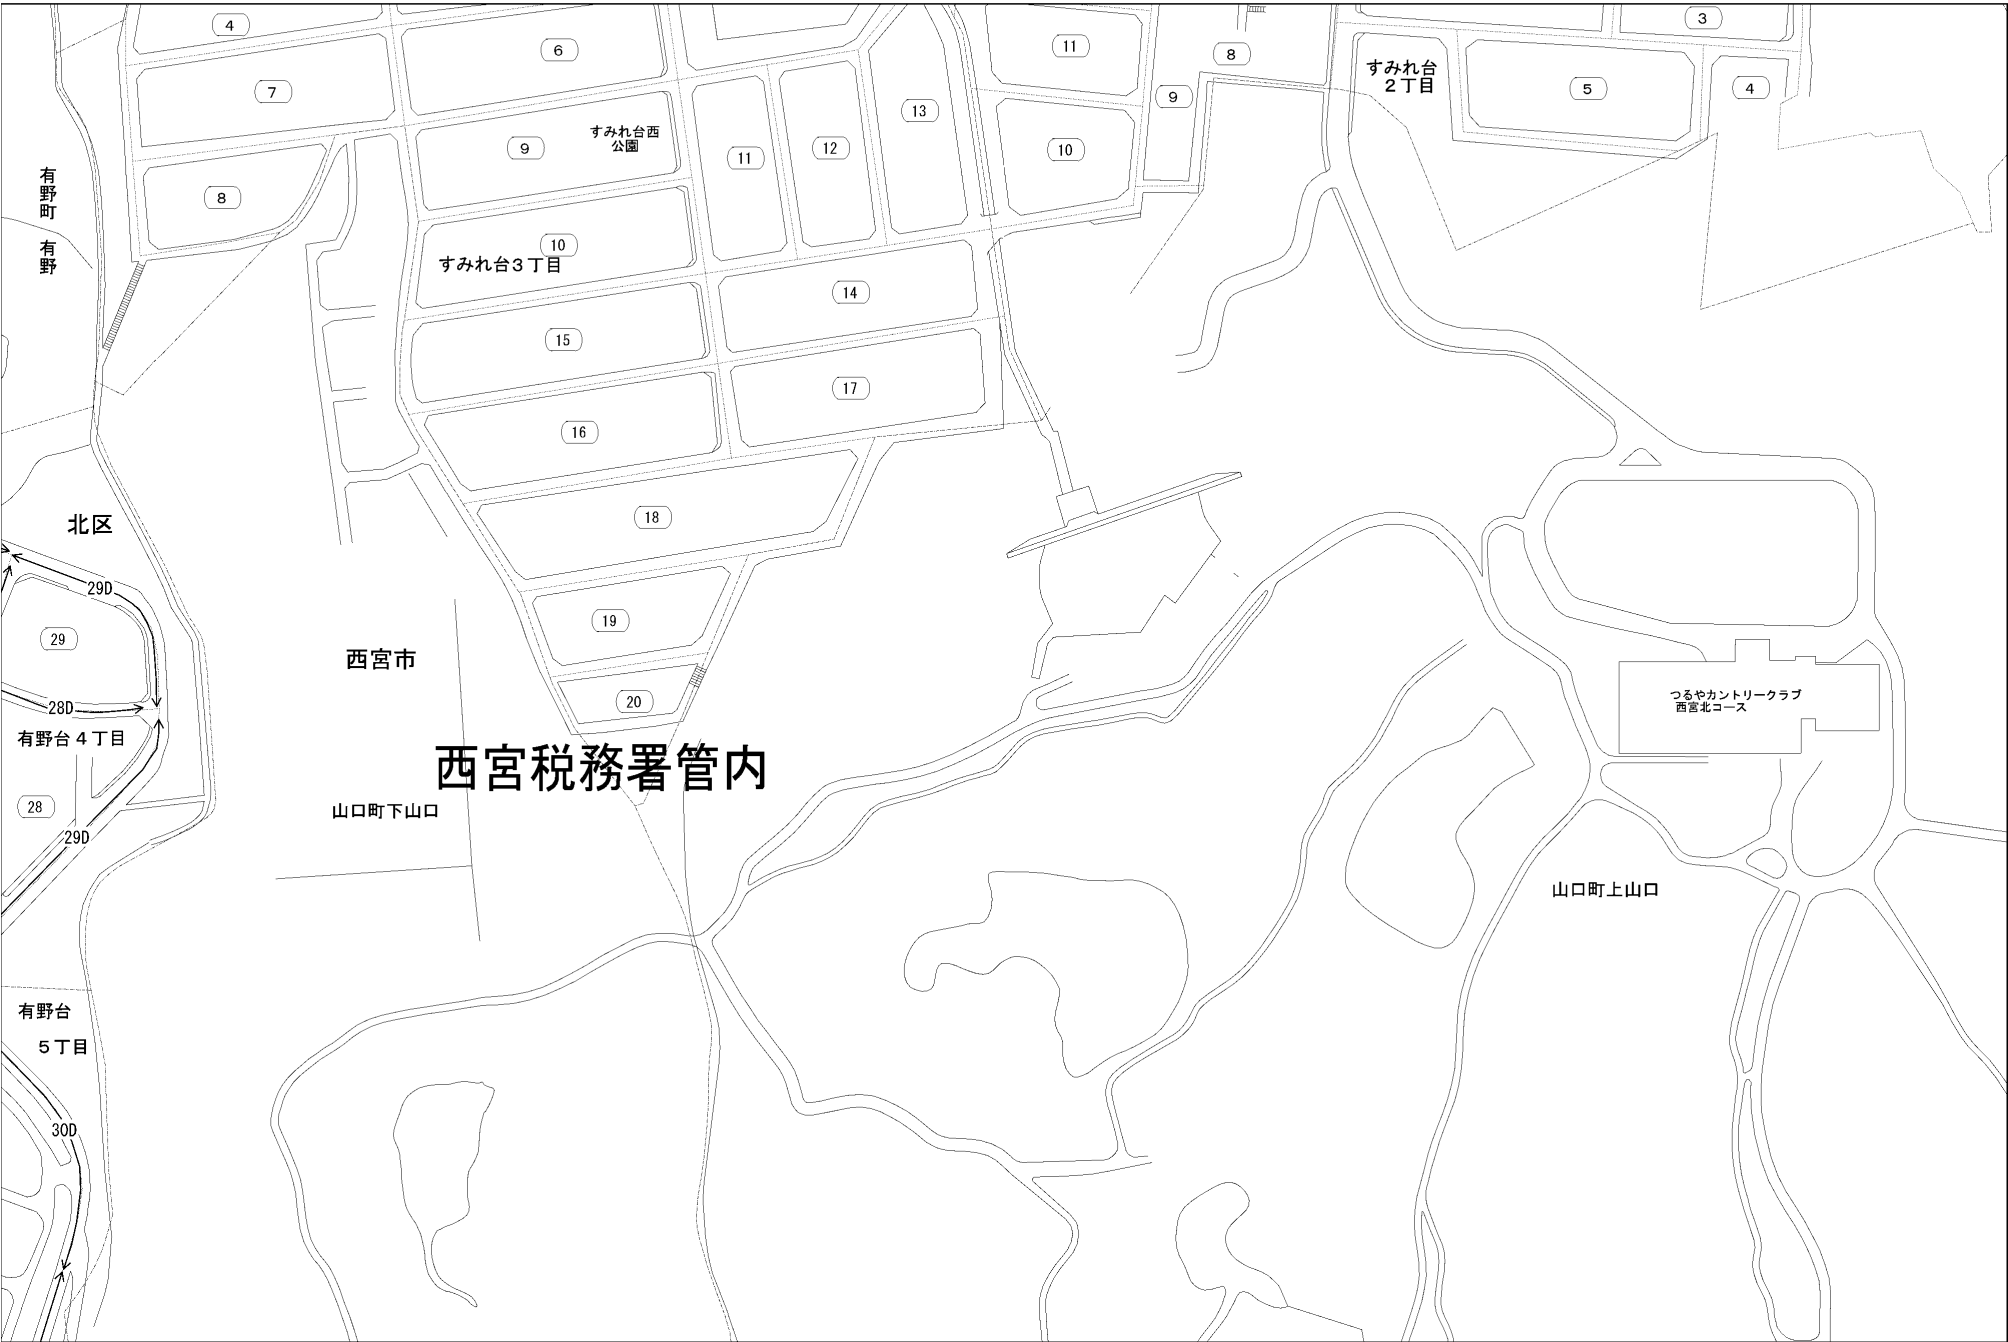 4
6
7
8
9
すみれ台西
公園
10
すみれ台３丁目
11
12
13
14
15
16
17
18
19
20
11
10
9
8
すみれ台
２丁目
3
5
4
有野町
有野
北区
29D
29
28D
有野台４丁目
28
29D
有野台
５丁目
30D
西宮市
西宮税務署管内
山口町下山口
つるやカントリークラブ
西宮北コース
山口町上山口